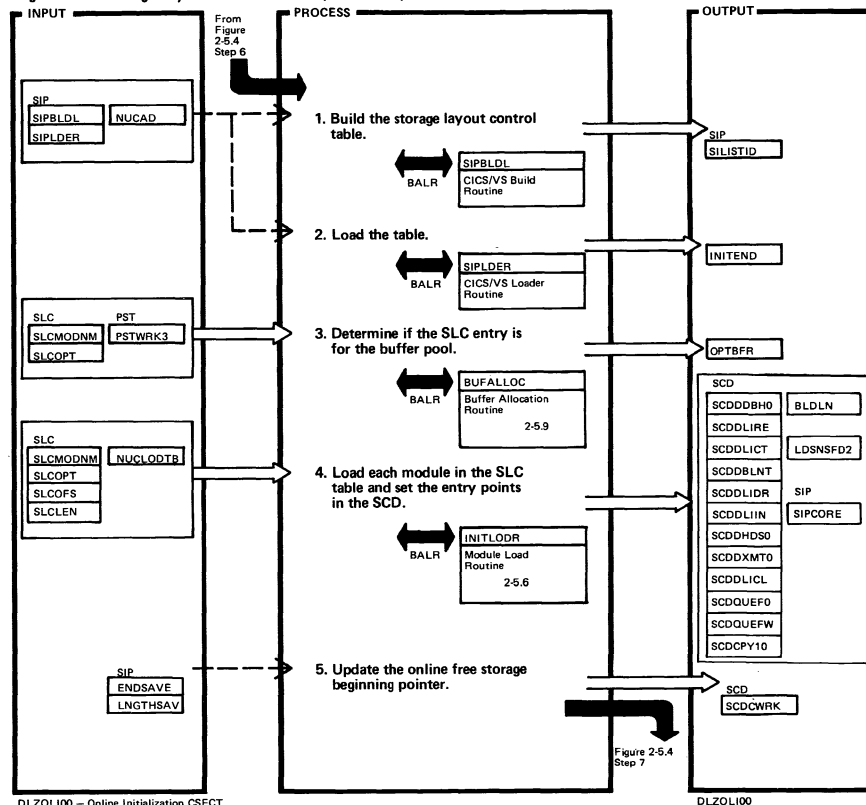 INPUT
PROCESS
OUTPUT
From
Figure
2-5.4
Step 6
SIP
SIPBLDL
NUCAD
SIPLDER
1. Build the storage layout control
table.
BALR
SIPBLDL
CICS/VS Build
Routine
SIP
SILISTID
2. Load the table.
BALR
SIPLDER
CICS/VS Loader
Routine
INITEND
SLC
PST
SLCMODNM
PSTWRK3
SLCOPT
3. Determine if the SLC entry is
for the buffer pool.
BALR
BUFALLOC
Buffer Allocation
Routine
2-5.9
OPTBFR
SLC
SLCMODNM
NUCLODTB
SLCOPT
SLCOFS
SLCLEN
4. Load each module in the SLC
table and set the entry points
in the SCD.
BALR
INITLODR
Module Load
Routine
2-5.6
SCD
SCDDDBH0
BLDLN
SCDDLIRE
SCDDLICT
LDSNSFD2
SCDDBLNT
SCDDLIDR
SIP
SCDDLIIN
SIPCORE
SCDDHDS0
SCDDXMT0
SCDDLICL
SCDQUEF0
SCDQUEFW
SCDCPY10
SIP
ENDSAVE
LNGTHSAV
5. Update the online free storage
beginning pointer.
SCD
SCDCWRK
Figure 2-5.4
Step 7
DLZOLI00 – Online Initialization CSECT
DLZOLI00